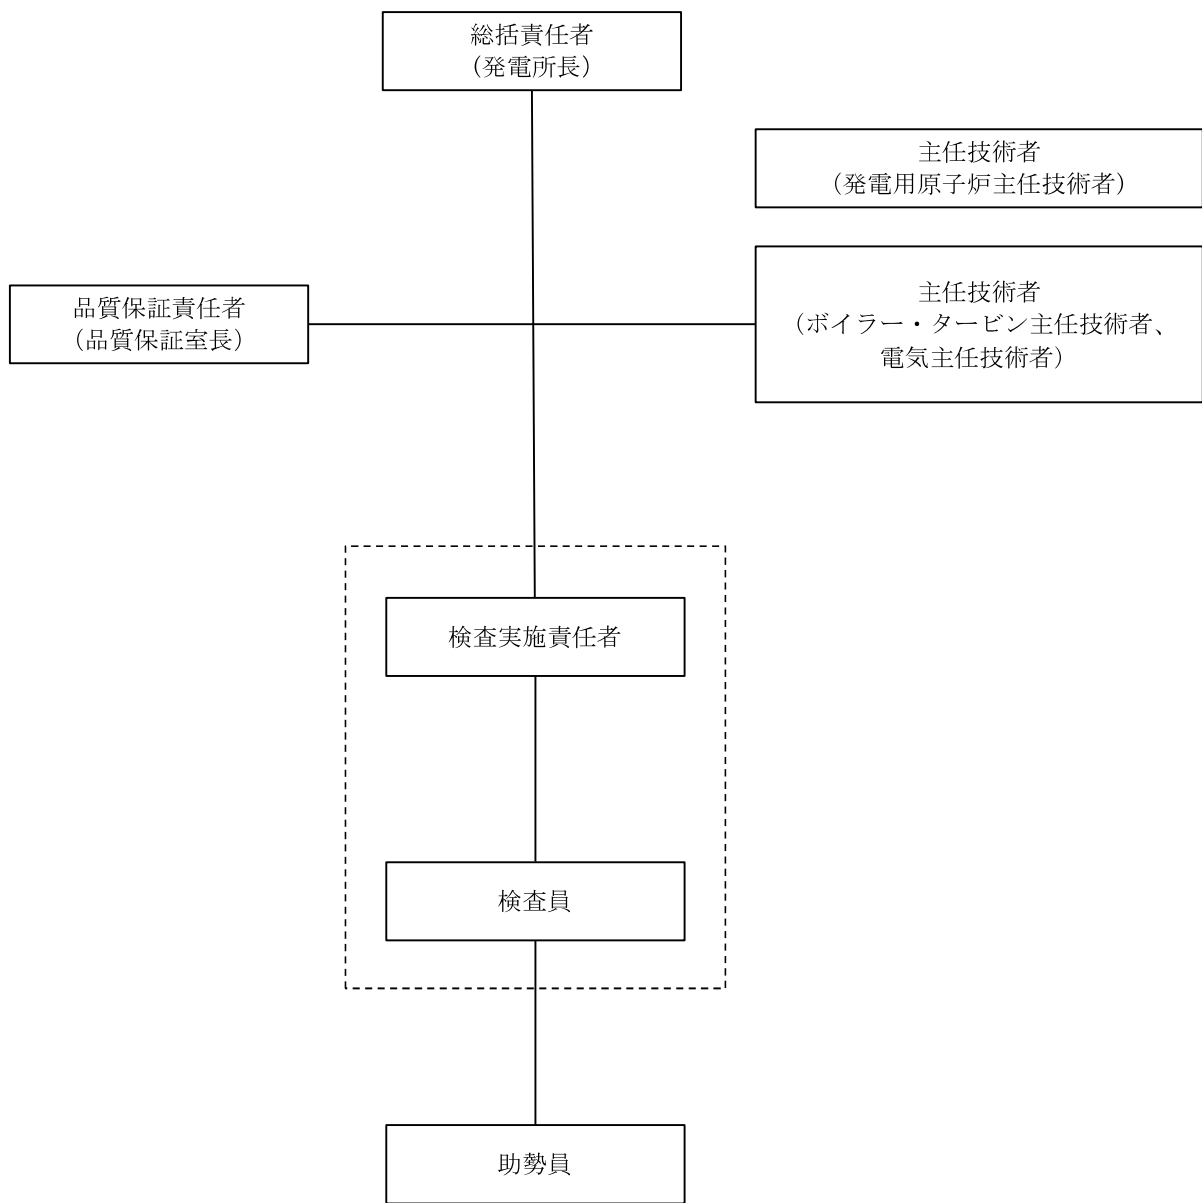 総括責任者
（発電所長）
主任技術者
（発電用原子炉主任技術者）
品質保証責任者
（品質保証室長）
主任技術者
（ボイラー・タービン主任技術者、
電気主任技術者）
検査実施責任者
検査員
助勢員